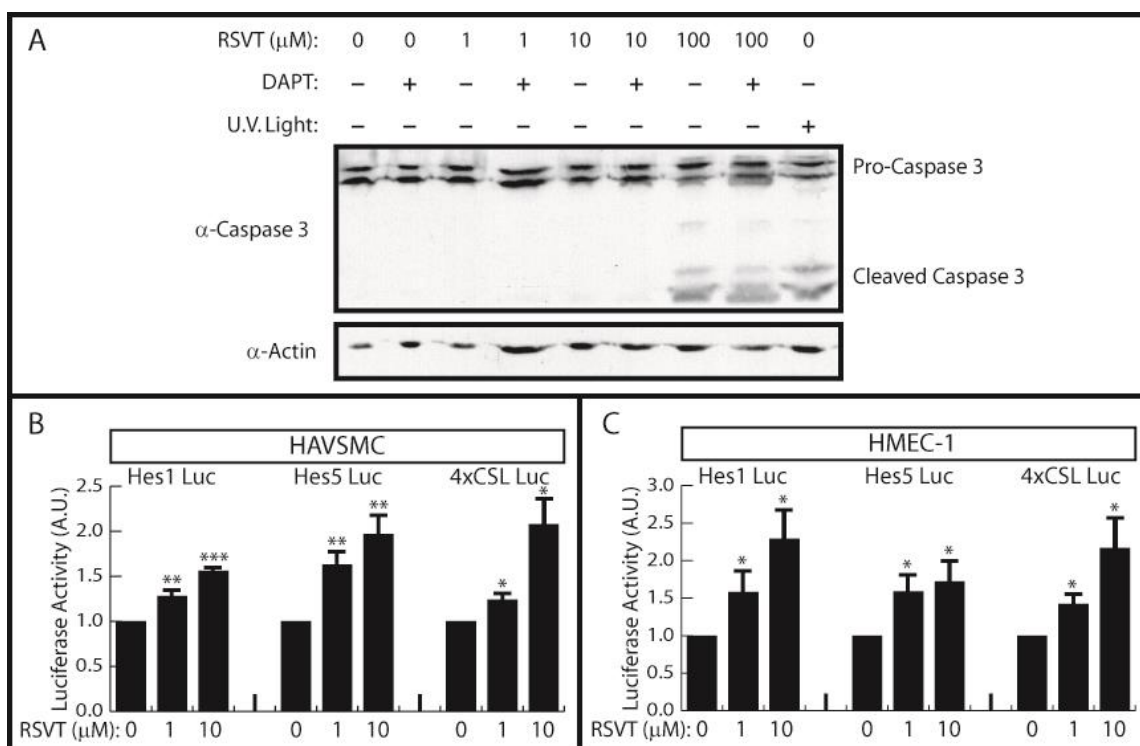 A
RSVT (μM): 0 0 1 1 10 10 100 100 0
DAPT: – + – + – + – + –
U.V. Light: – – – – – – – – +
Pro-Caspase 3
α-Caspase 3
Cleaved Caspase 3
α-Actin
B
HAVSMC
Hes1 Luc Hes5 Luc 4xCSL Luc
Luciferase Activity (A.U.)
2.5
2.0
1.5
1.0
0.5
0.0
** *** ** ** * *
RSVT (μM): 0 1 10 0 1 10 0 1 10
C
HMEC-1
Hes1 Luc Hes5 Luc 4xCSL Luc
Luciferase Activity (A.U.)
3.0
2.5
2.0
1.5
1.0
0.5
0.0
* * * * * *
RSVT (μM): 0 1 10 0 1 10 0 1 10